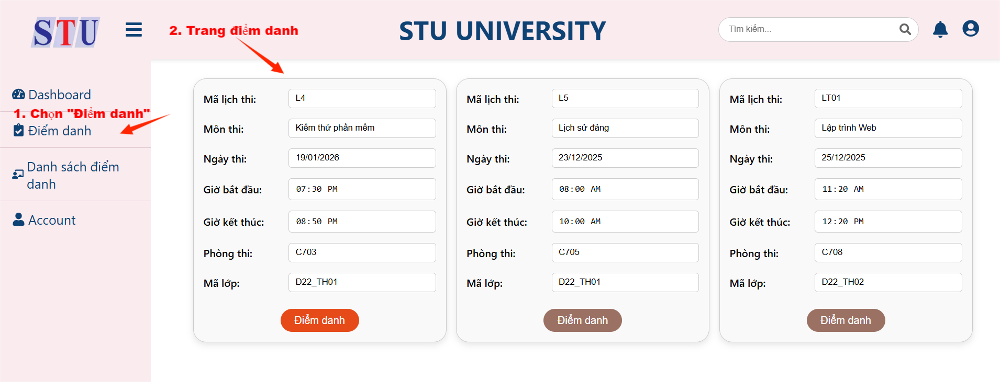 STU
2. Trang điểm danh
STU UNIVERSITY
Tìm kiếm...
Dashboard
1. Chọn "Điểm danh"
Điểm danh
Danh sách điểm
danh
Account
Mã lịch thi: L4
Môn thi: Kiểm thử phần mềm
Ngày thi: 19/01/2026
Giờ bắt đầu: 07:30 PM
Giờ kết thúc: 08:50 PM
Phòng thi: C703
Mã lớp: D22_TH01
Điểm danh
Mã lịch thi: L5
Môn thi: Lịch sử đảng
Ngày thi: 23/12/2025
Giờ bắt đầu: 08:00 AM
Giờ kết thúc: 10:00 AM
Phòng thi: C705
Mã lớp: D22_TH01
Điểm danh
Mã lịch thi: LT01
Môn thi: Lập trình Web
Ngày thi: 25/12/2025
Giờ bắt đầu: 11:20 AM
Giờ kết thúc: 12:20 PM
Phòng thi: C708
Mã lớp: D22_TH02
Điểm danh